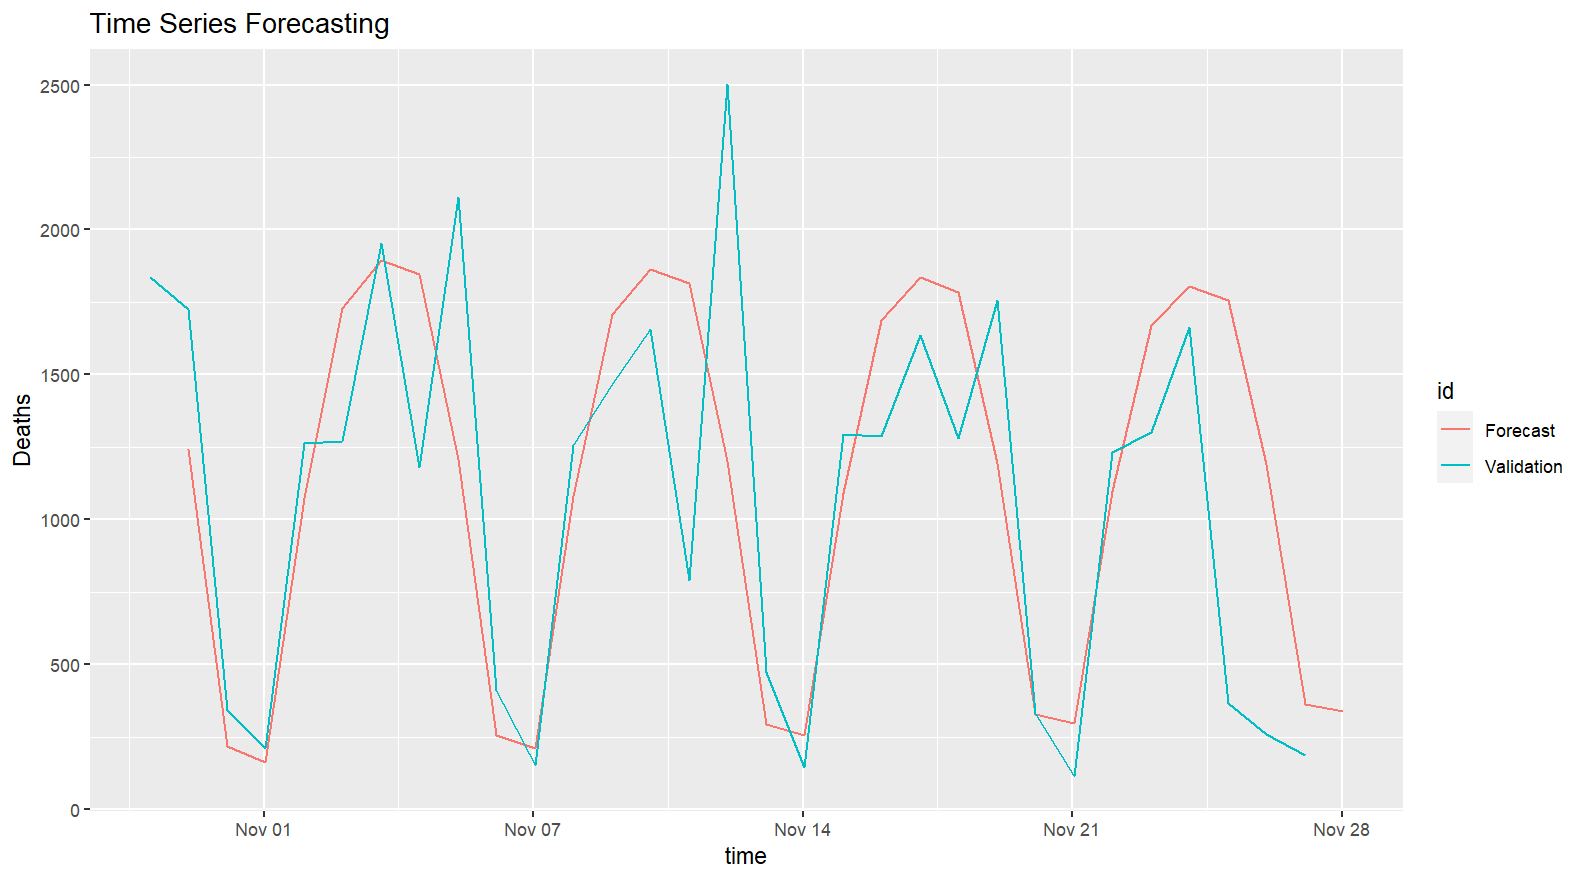 Time Series Forecasting
2500
2000
1500
1000
500
0
Deaths
Nov 01 Nov 07 Nov 14 Nov 21 Nov 28
time
id
Forecast
Validation